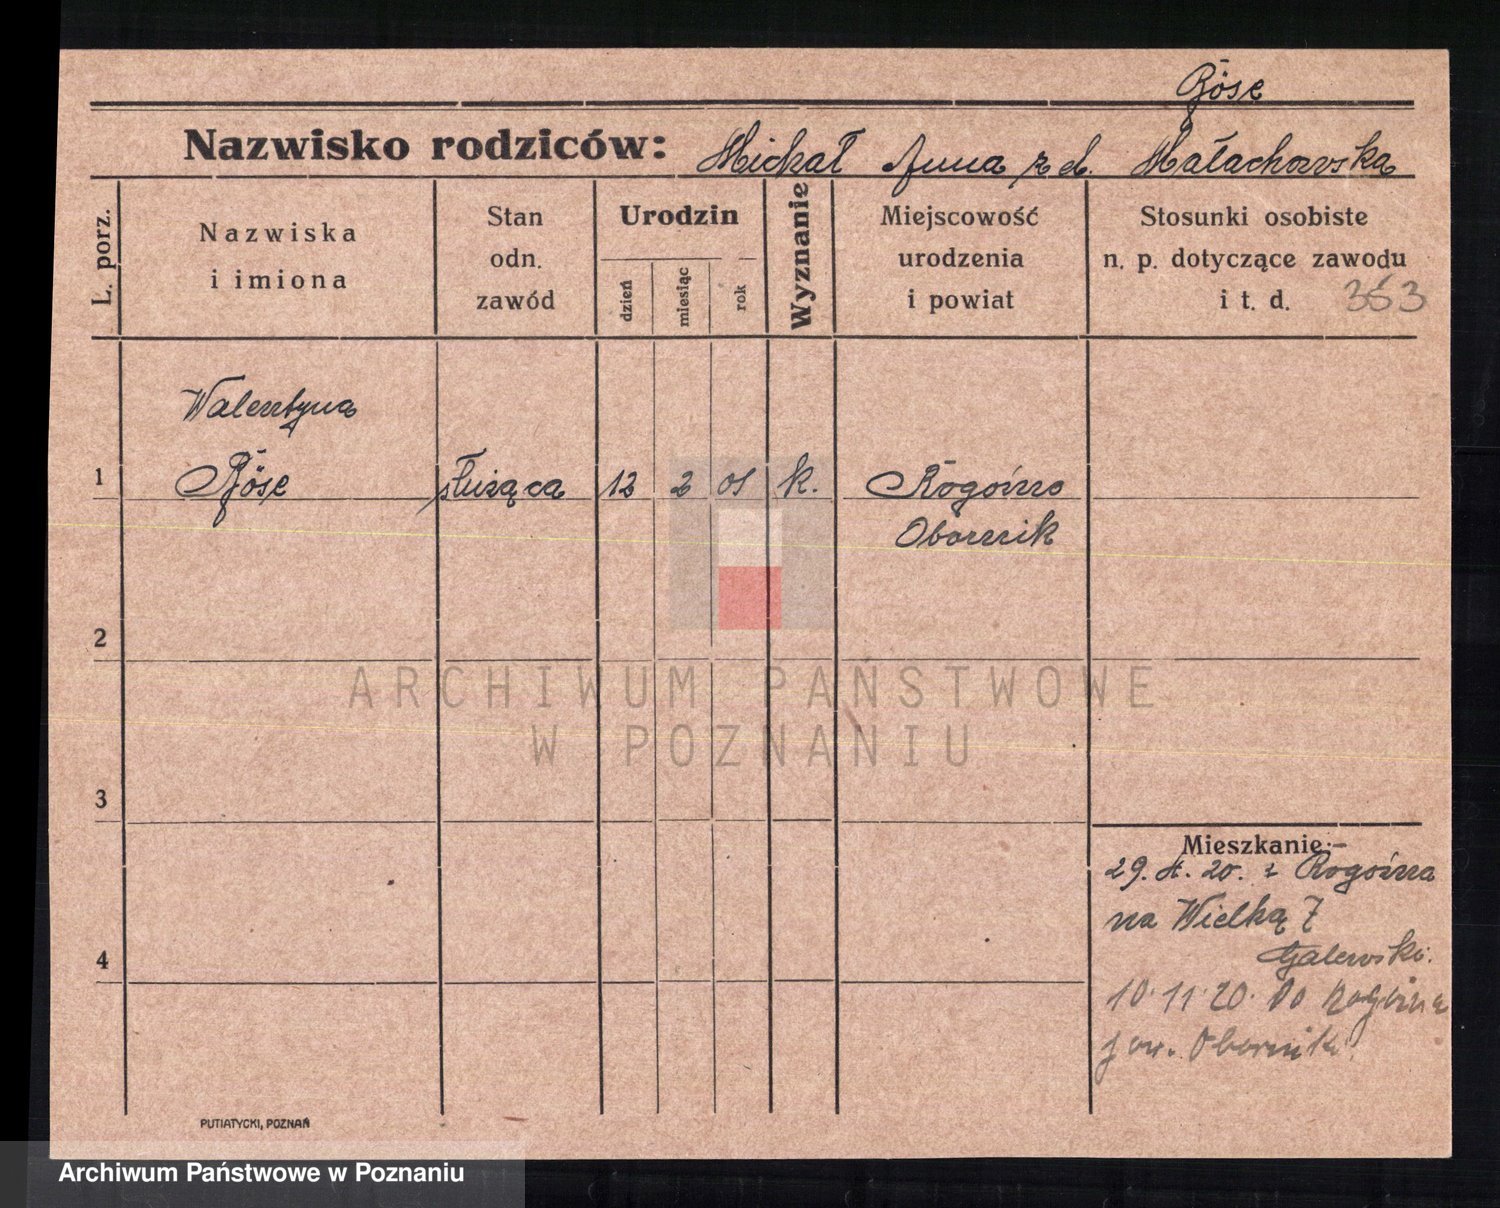 Röse
Nazwisko rodziców: Michał Anna z d. Małachowska
L. porz.
Nazwiska
i imiona
Stan
odn.
zawód
Urodzin
dzień
miesiąc
rok
Wyznanie
Miejscowość
urodzenia
i powiat
Stosunki osobiste
n. p. dotyczące zawodu
i t. d. 353
Walentyna
1 Röse służąca 12 2 01 k. Rogoźno
Obornik
2
3
4
Mieszkanie:-
29. 4. 20. z Rogoźna
na Wielką 7
Galewski.
10. 11. 20. Do Rogoźna
pow. Oborniki.
PUTIATYCKI, POZNAŃ
ARCHIWUM PAŃSTWOWE
W POZNANIU
Archiwum Państwowe w Poznaniu